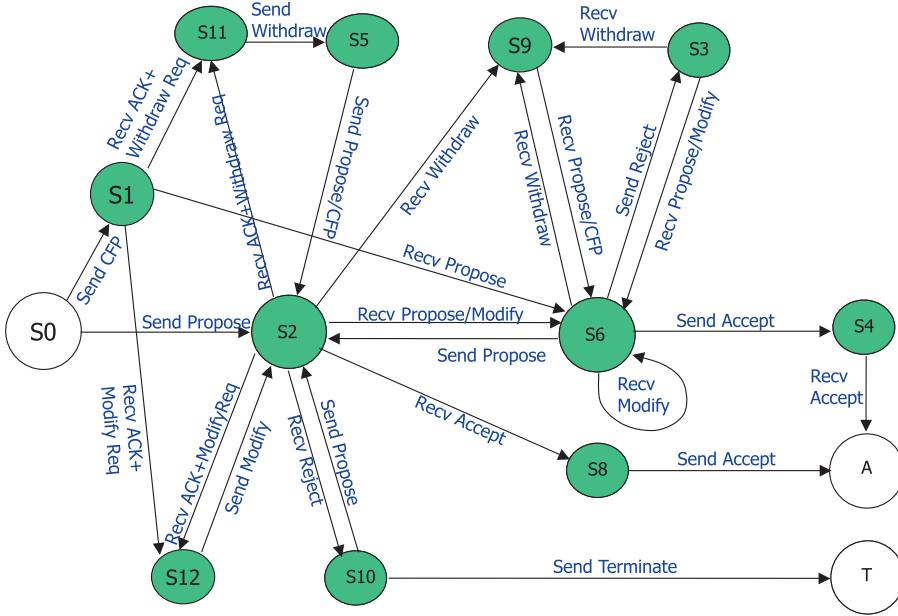 Send
Withdraw
S11
S5
Recv
Withdraw
S9
S3
Recv ACK+
Withdraw Req
Recv ACK+Withdraw Req
Send Propose/CFP
Recv Withdraw
Recv Withdraw
Recv Propose/CFP
Send Reject
Recv Propose/Modify
S1
Send CFP
Recv Propose
S0
Send Propose
S2
Recv Propose/Modify
Send Propose
S6
Send Accept
S4
Recv
Modify
Recv
Accept
Recv ACK+
Modify Req
Recv ACK+ModifyReq
Send Modify
Recv Reject
Send Propose
Recv Accept
S8
Send Accept
A
S12
S10
Send Terminate
T